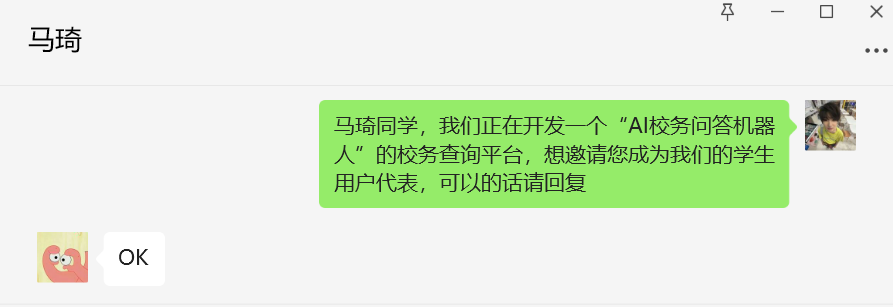 马琦
马琦同学，我们正在开发一个“AI校务问答机器
人”的校务查询平台，想邀请您成为我们的学生
用户代表，可以的话请回复
OK